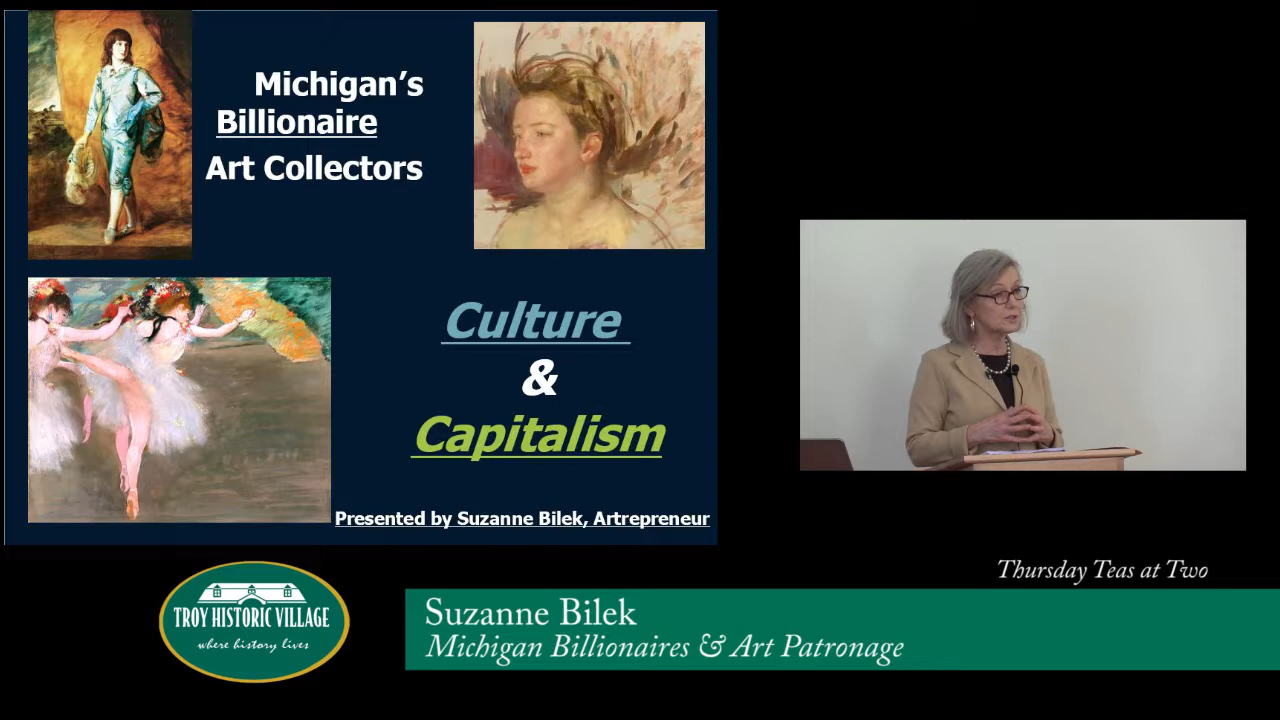 Michigan's
Billionaire
Art Collectors
Culture
&
Capitalism
Presented by Suzanne Bilek, Artrepreneur
Thursday Teas at Two
TROY HISTORIC VILLAGE
where history lives
Suzanne Bilek
Michigan Billionaires & Art Patronage